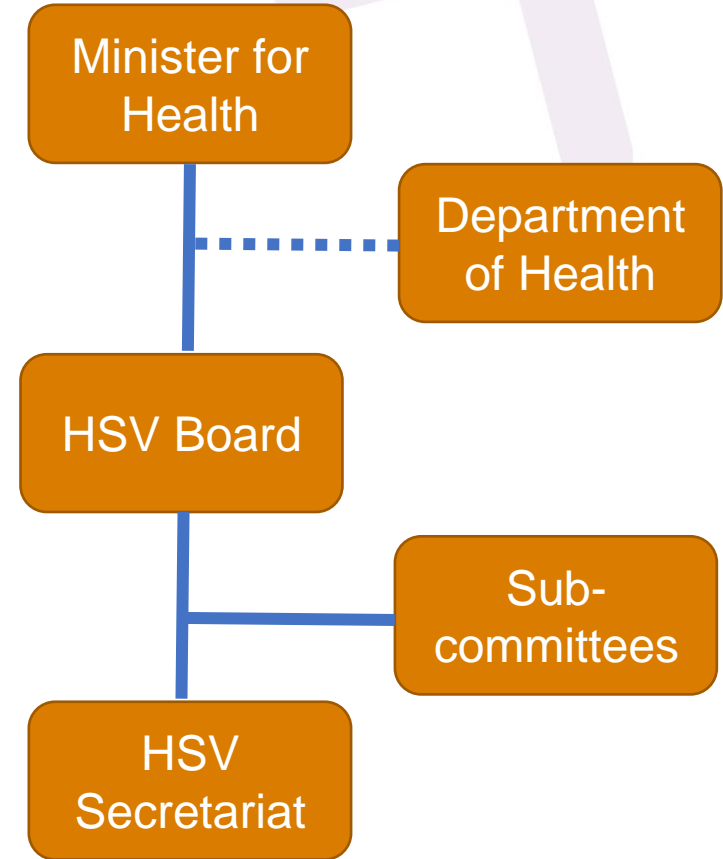 Minister for
Health
Department
of Health
HSV Board
Sub-
committees
HSV
Secretariat